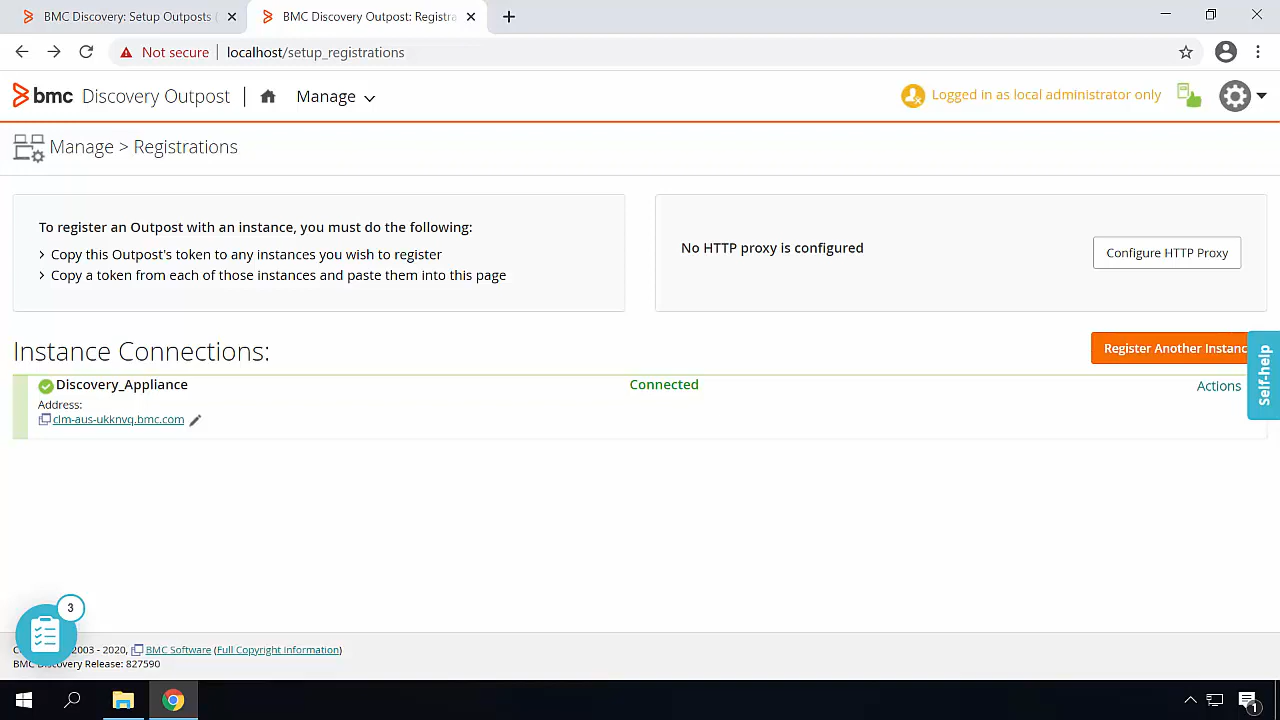 BMC Discovery: Setup Outposts
BMC Discovery Outpost: Registra
Not secure
localhost/setup_registrations
bmc Discovery Outpost
Manage
Logged in as local administrator only
Manage > Registrations
To register an Outpost with an instance, you must do the following:
> Copy this Outpost's token to any instances you wish to register
> Copy a token from each of those instances and paste them into this page
No HTTP proxy is configured
Configure HTTP Proxy
Instance Connections:
Register Another Instanc
Self-help
Discovery_Appliance
Connected
Actions
Address:
clm-aus-ukknvq.bmc.com
3
2003 - 2020, BMC Software (Full Copyright Information)
BMC Discovery Release: 827590
1